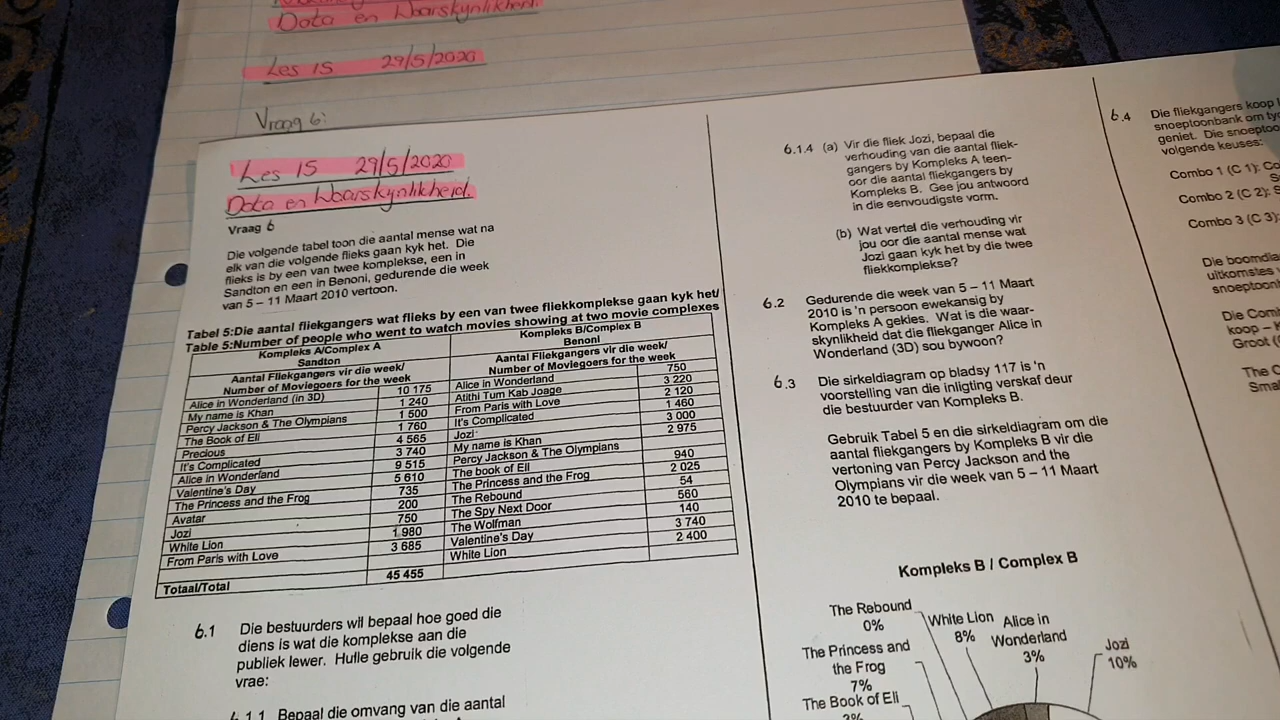 Data en Waarskynlikheid.
Les 15 29/5/2020
Vraag 6:
Les 15 29/5/2020
Data en Waarskynlikheid.
Vraag 6
Die volgende tabel toon die aantal mense wat na
elk van die volgende flieks gaan kyk het. Die
flieks is by een van twee komplekse, een in
Sandton en een in Benoni, gedurende die week
van 5 – 11 Maart 2010 vertoon.
Tabel 5:Die aantal fliekgangers wat flieks by een van twee fliekkomplekse gaan kyk het/
Table 5:Number of people who went to watch movies showing at two movie complexes
Kompleks A/Complex A
Sandton
Aantal Fliekgangers vir die week/
Number of Moviegoers for the week
Alice in Wonderland (in 3D) 10 175
My name is Khan 1 240
Percy Jackson & The Olympians 1 500
The Book of Eli 1 760
Precious 4 565
It's Complicated 3 740
Alice in Wonderland 9 515
Valentine's Day 5 610
The Princess and the Frog 735
Avatar 200
Jozi 750
White Lion 1 980
From Paris with Love 3 685
Totaal/Total 45 455
Kompleks B/Complex B
Benoni
Aantal Fliekgangers vir die week/
Number of Moviegoers for the week
Alice in Wonderland 750
Atithi Tum Kab Joage 3 220
From Paris with Love 2 120
It's Complicated 1 460
Jozi 3 000
My name is Khan 2 975
Percy Jackson & The Olympians
The book of Eli 940
The Princess and the Frog 2 025
The Rebound 54
The Spy Next Door 560
The Wolfman 140
Valentine's Day 3 740
White Lion 2 400
6.1 Die bestuurders wil bepaal hoe goed die
diens is wat die komplekse aan die
publiek lewer. Hulle gebruik die volgende
vrae:
6.1.1 Bepaal die omvang van die aantal
6.1.4 (a) Vir die fliek Jozi, bepaal die
verhouding van die aantal fliek-
gangers by Kompleks A teen-
oor die aantal fliekgangers by
Kompleks B. Gee jou antwoord
in die eenvoudigste vorm.
(b) Wat vertel die verhouding vir
jou oor die aantal mense wat
Jozi gaan kyk het by die twee
fliekkomplekse?
6.2 Gedurende die week van 5 – 11 Maart
2010 is 'n persoon ewekansig by
Kompleks A gekies. Wat is die waar-
skynlikheid dat die fliekganger Alice in
Wonderland (3D) sou bywoon?
6.3 Die sirkeldiagram op bladsy 117 is 'n
voorstelling van die inligting verskaf deur
die bestuurder van Kompleks B.
Gebruik Tabel 5 en die sirkeldiagram om die
aantal fliekgangers by Kompleks B vir die
vertoning van Percy Jackson and the
Olympians vir die week van 5 – 11 Maart
2010 te bepaal.
Kompleks B / Complex B
The Rebound
0%
White Lion
8%
Alice in
Wonderland
3%
Jozi
10%
The Princess and
the Frog
7%
The Book of Eli
6.4 Die fliekgangers koop
snoeptoonbank om
geniet. Die
volgende keuses:
Combo 1 (C 1):
Combo 2 (C 2):
Combo 3 (C 3):
Die
uitkomstes
Die
koop –
Groot
The